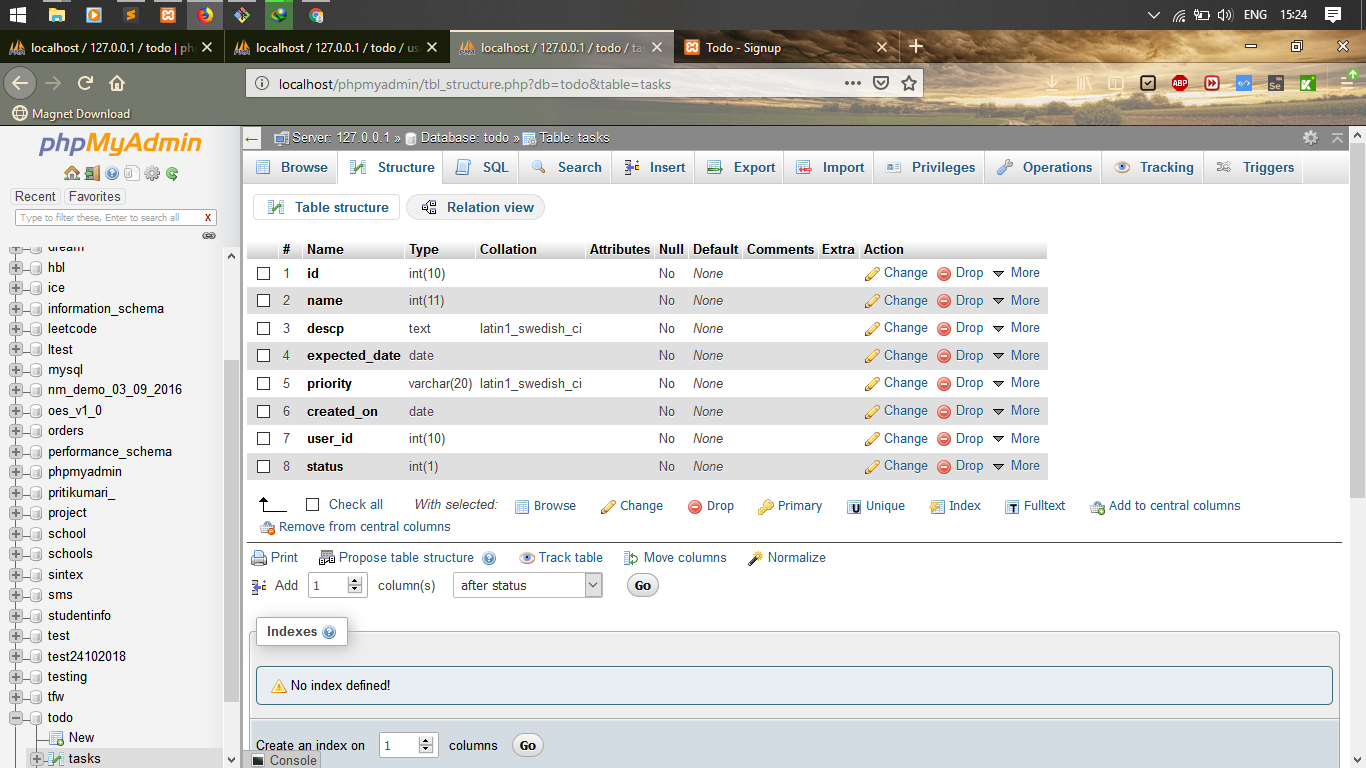 ENG 15:24
localhost / 127.0.0.1 / todo | ph
localhost / 127.0.0.1 / todo / us
localhost / 127.0.0.1 / todo / ta
Todo - Signup
localhost/phpmyadmin/tbl_structure.php?db=todo&table=tasks
Magnet Download
phpMyAdmin
Recent Favorites
Type to filter these, Enter to search all X
dream
hbl
ice
information_schema
leetcode
ltest
mysql
nm_demo_03_09_2016
oes_v1_0
orders
performance_schema
phpmyadmin
pritikumari_
project
school
schools
sintex
sms
studentinfo
test
test24102018
testing
tfw
todo
New
tasks
Server: 127.0.0.1 » Database: todo » Table: tasks
Browse Structure SQL Search Insert Export Import Privileges Operations Tracking Triggers
Table structure Relation view
# Name Type Collation Attributes Null Default Comments Extra Action
1 id int(10) No None Change Drop More
2 name int(11) No None Change Drop More
3 descp text latin1_swedish_ci No None Change Drop More
4 expected_date date No None Change Drop More
5 priority varchar(20) latin1_swedish_ci No None Change Drop More
6 created_on date No None Change Drop More
7 user_id int(10) No None Change Drop More
8 status int(1) No None Change Drop More
Check all With selected: Browse Change Drop Primary Unique Index Fulltext Add to central columns
Remove from central columns
Print Propose table structure Track table Move columns Normalize
Add 1 column(s) after status Go
Indexes
No index defined!
Create an index on 1 columns Go
Console